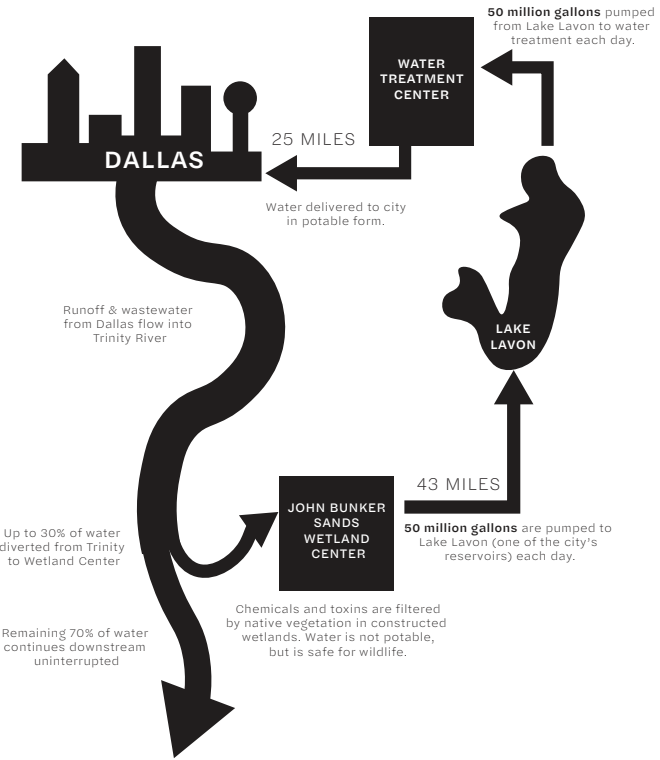 50 million gallons pumped
from Lake Lavon to water
treatment each day.
WATER
TREATMENT
CENTER
25 MILES
DALLAS
Water delivered to city
in potable form.
Runoff & wastewater
from Dallas flow into
Trinity River
LAKE
LAVON
43 MILES
JOHN BUNKER
SANDS
WETLAND
CENTER
50 million gallons are pumped to
Lake Lavon (one of the city's
reservoirs) each day.
Up to 30% of water
diverted from Trinity
to Wetland Center
Chemicals and toxins are filtered
by native vegetation in constructed
wetlands. Water is not potable,
but is safe for wildlife.
Remaining 70% of water
continues downstream
uninterrupted